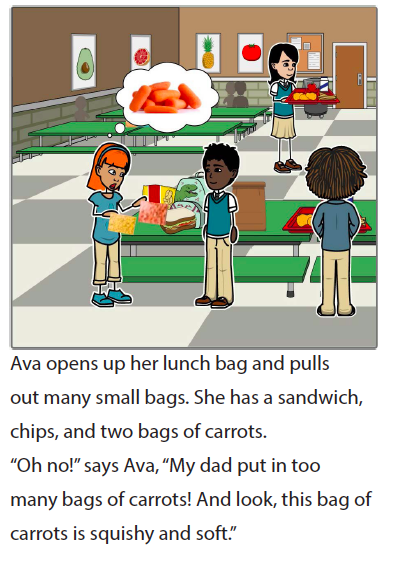 Ava opens up her lunch bag and pulls
out many small bags. She has a sandwich,
chips, and two bags of carrots.
“Oh no!” says Ava, “My dad put in too
many bags of carrots! And look, this bag of
carrots is squishy and soft.”